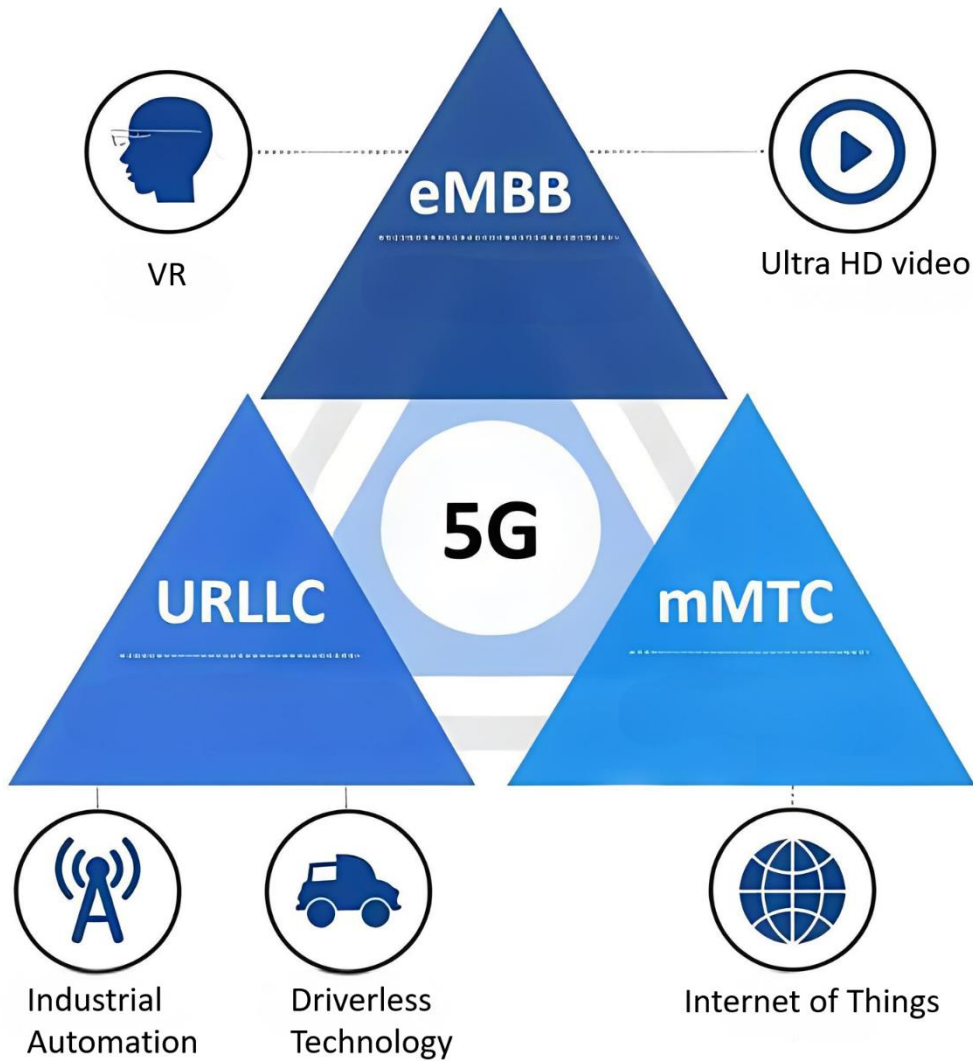 eMBB
VR
Ultra HD video
5G
URLLC
mMTC
Industrial
Automation
Driverless
Technology
Internet of Things